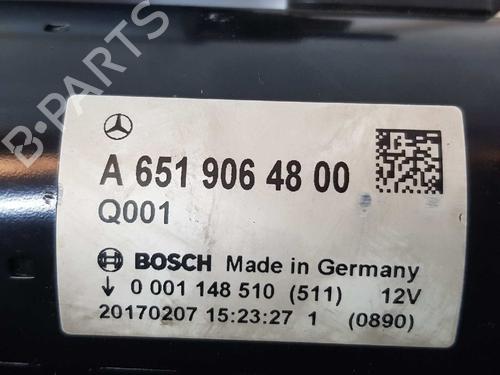 B-PARTS
A 651 906 48 00
Q001
BOSCH Made in Germany
↓ 0 001 148 510 (511) 12V
20170207 15:23:27 1 (0890)